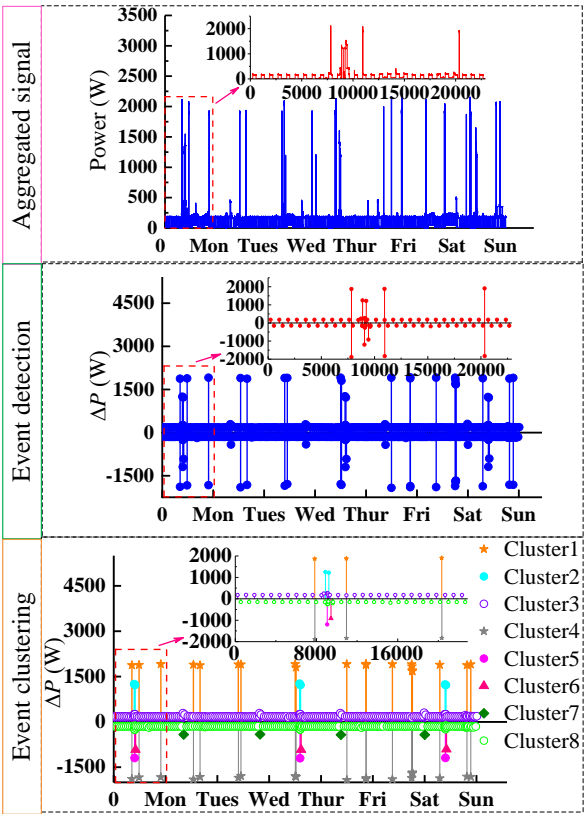 Aggregated signal
Power (W)
3500
3000
2500
2000
1500
1000
500
0
0 Mon Tues Wed Thur Fri Sat Sun
2000
1000
0
0 5000 10000 15000 20000
Event detection
ΔP (W)
4500
3000
1500
0
-1500
0 Mon Tues Wed Thur Fri Sat Sun
2000
1000
0
-1000
-2000
0 5000 10000 15000 20000
Event clustering
ΔP (W)
4500
3000
1500
0
-1500
0 Mon Tues Wed Thur Fri Sat Sun
2000
1000
0
-1000
-2000
0 8000 16000
Cluster1
Cluster2
Cluster3
Cluster4
Cluster5
Cluster6
Cluster7
Cluster8